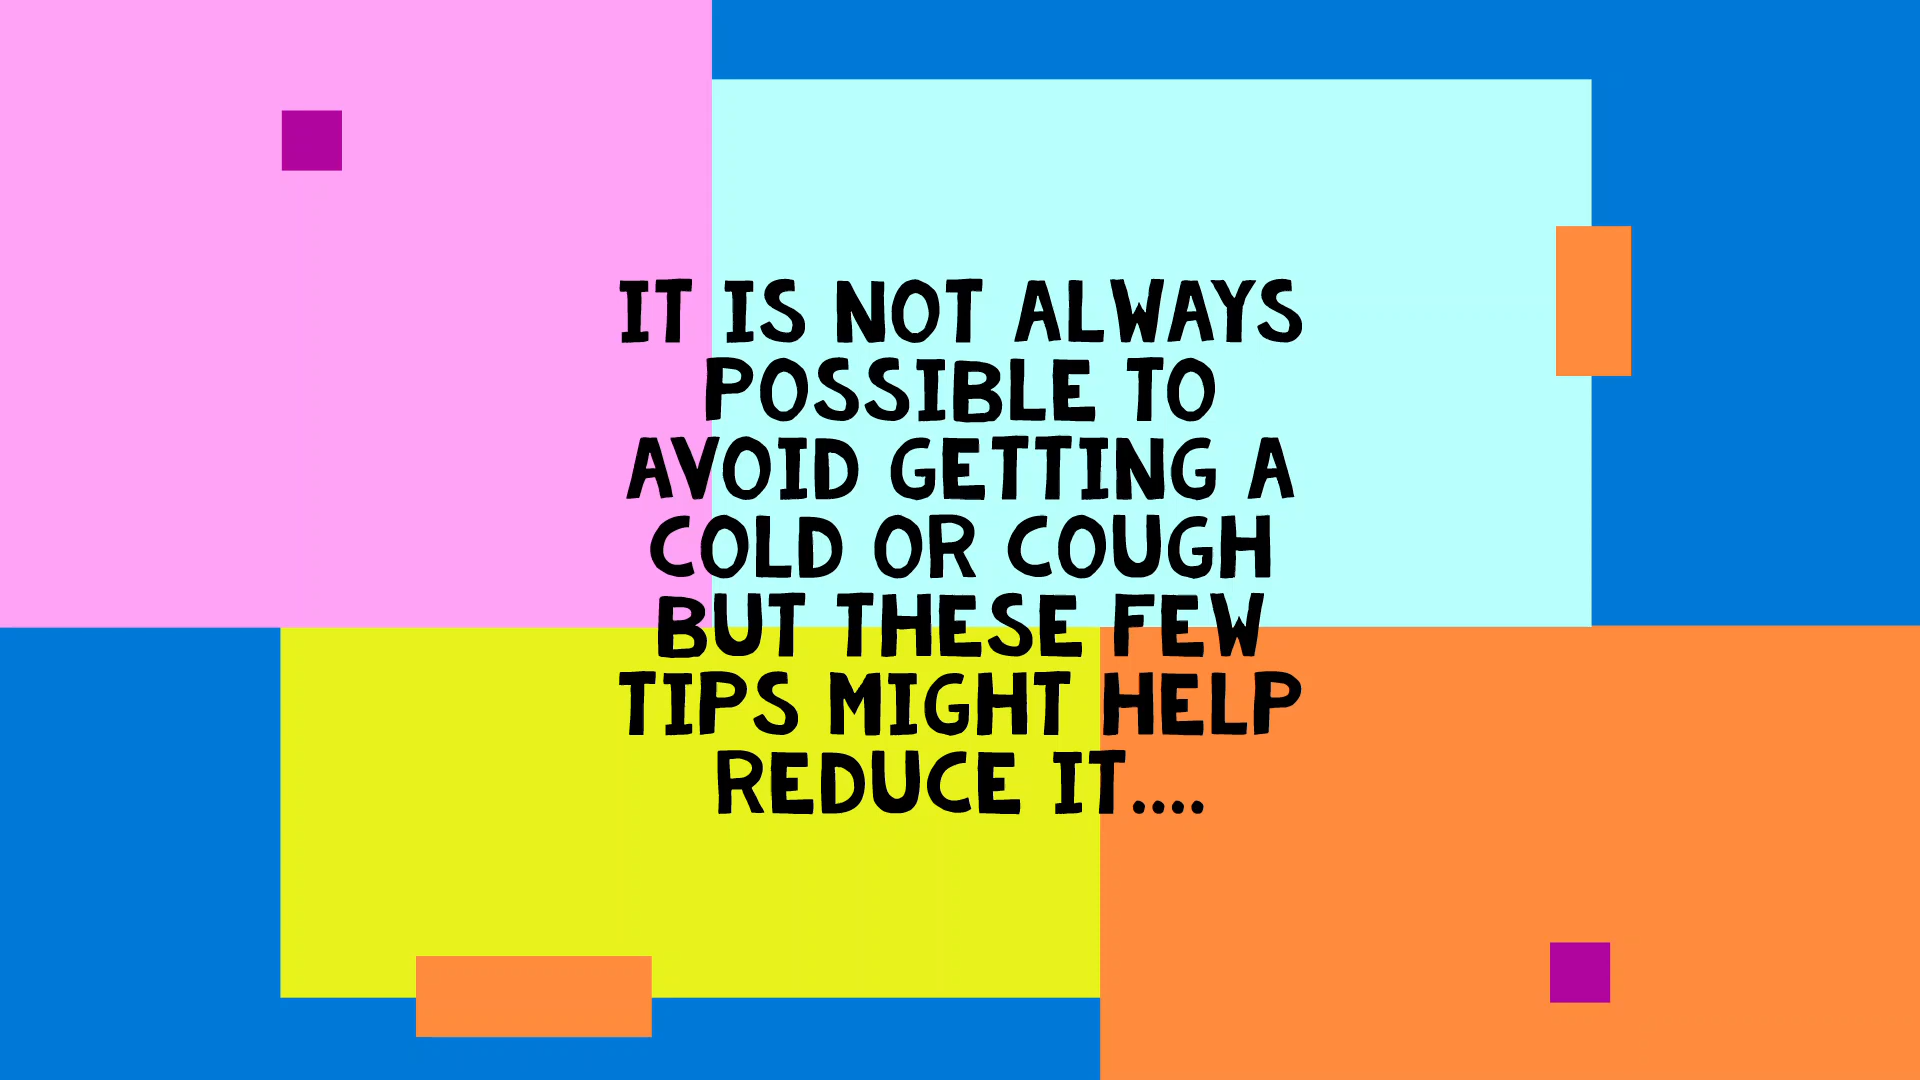 IT IS NOT ALWAYS
POSSIBLE TO
AVOID GETTING A
COLD OR COUGH
BUT THESE FEW
TIPS MIGHT HELP
REDUCE IT....